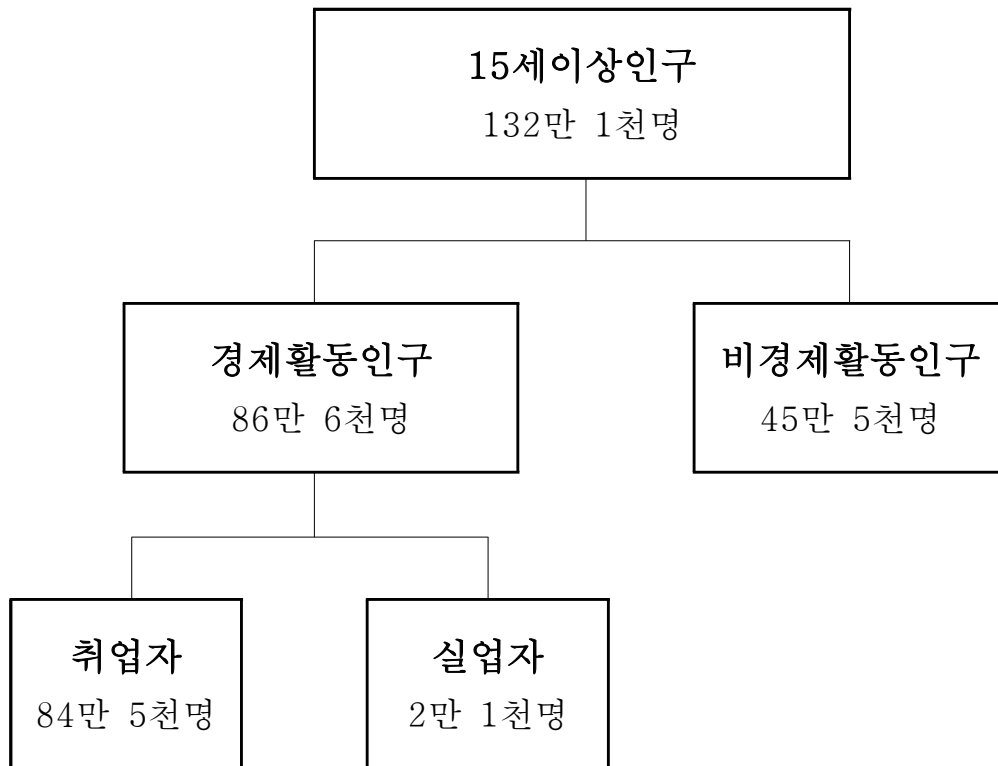 15세이상인구
132만 1천명
경제활동인구
86만 6천명
비경제활동인구
45만 5천명
취업자
84만 5천명
실업자
2만 1천명